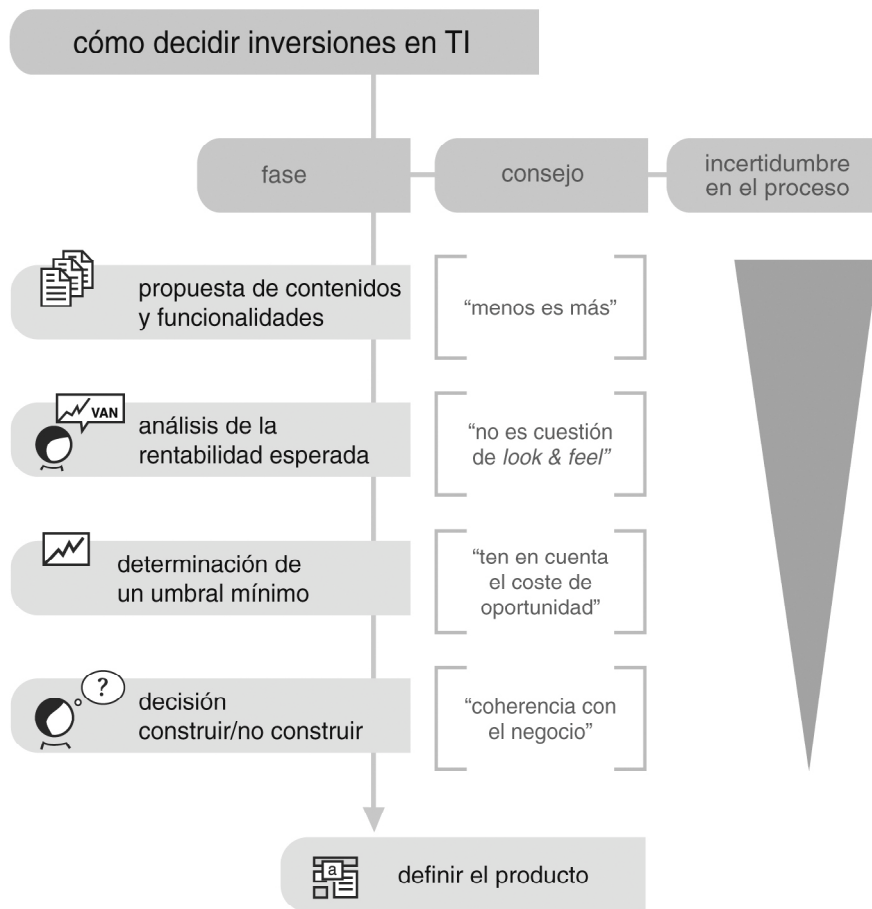 cómo decidir inversiones en TI
fase
consejo
incertidumbre
en el proceso
propuesta de contenidos
y funcionalidades
“menos es más”
VAN
análisis de la
rentabilidad esperada
“no es cuestión
de look & feel”
determinación de
un umbral mínimo
“ten en cuenta
el coste de
oportunidad”
?
decisión
construir/no construir
“coherencia con
el negocio”
a
definir el producto